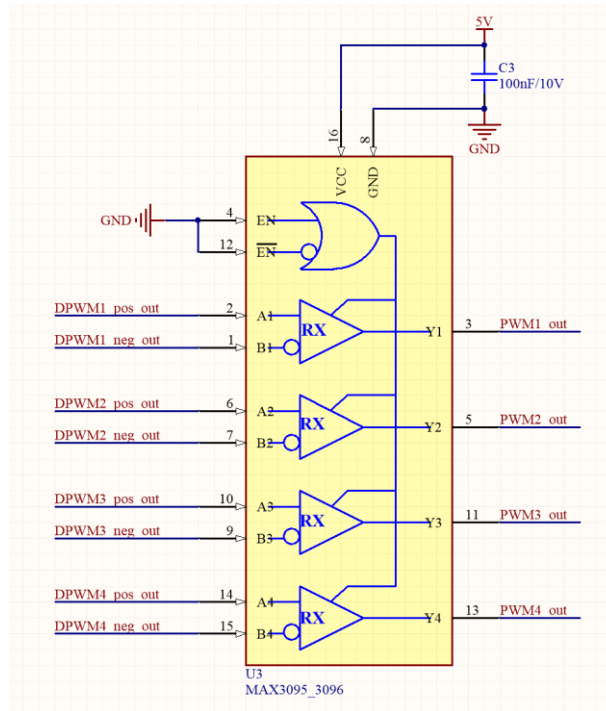 5V
C3
100nF/10V
GND
16
8
VCC
GND
GND
4
EN
12
EN
DPWM1_pos_out
2
A1
RX
Y1
3
PWM1_out
DPWM1_neg_out
1
B1
DPWM2_pos_out
6
A2
RX
Y2
5
PWM2_out
DPWM2_neg_out
7
B2
DPWM3_pos_out
10
A3
RX
Y3
11
PWM3_out
DPWM3_neg_out
9
B3
DPWM4_pos_out
14
A4
RX
Y4
13
PWM4_out
DPWM4_neg_out
15
B4
U3
MAX3095_3096